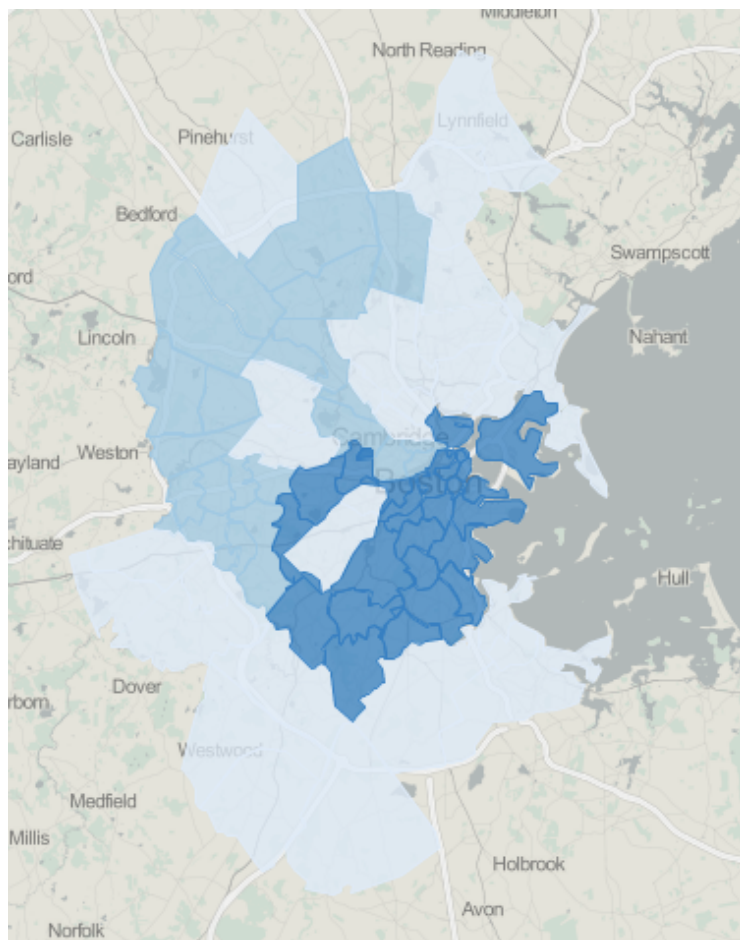 Middleton
North Reading
Lynnfield
Carlisle
Pinehurst
Bedford
Swampscott
ord
Lincoln
Nahant
Cambridge
Weston
ayland
Boston
chituate
Hull
Dover
rborn
Westwood
Medfield
Millis
Holbrook
Avon
Norfolk